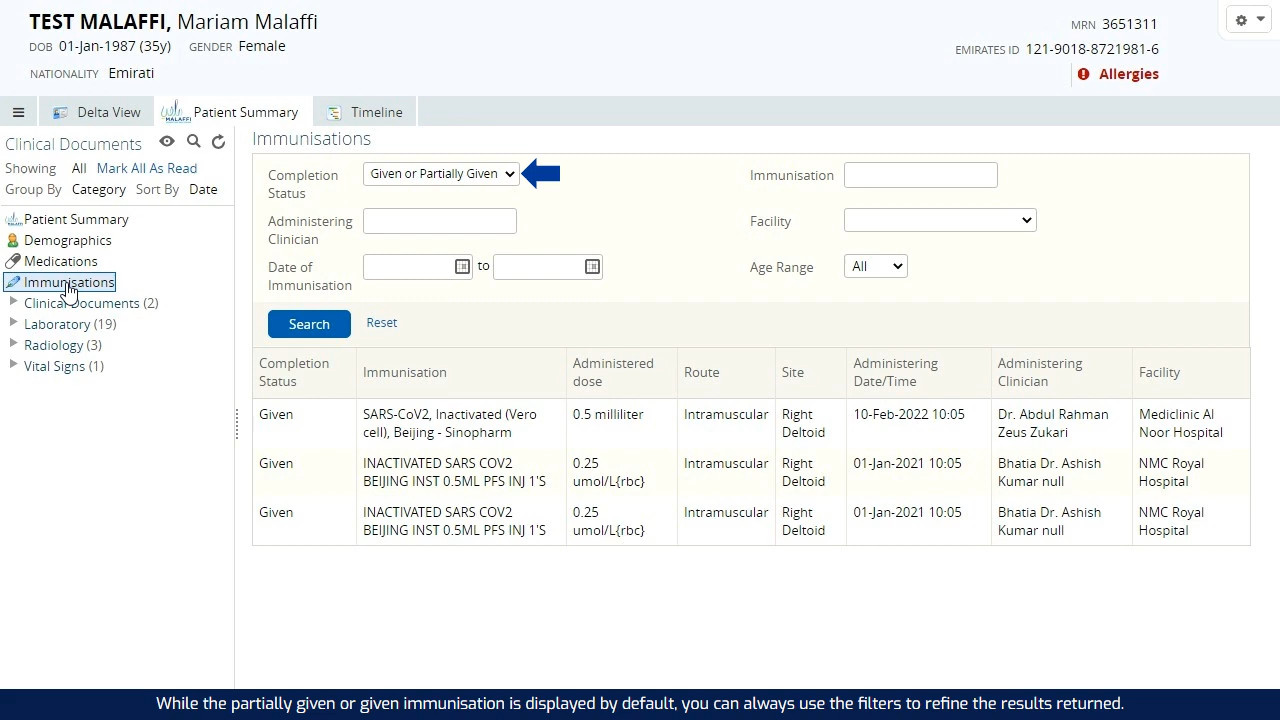 TEST MALAFFI, Mariam Malaffi
DOB 01-Jan-1987 (35y) GENDER Female
NATIONALITY Emirati
MRN 3651311
EMIRATES ID 121-9018-8721981-6
Allergies
Delta View
MALAFFI Patient Summary
Timeline
Clinical Documents
Showing All Mark All As Read
Group By Category Sort By Date
Patient Summary
Demographics
Medications
Immunisations
Clinical Documents (2)
Laboratory (19)
Radiology (3)
Vital Signs (1)
Immunisations
Completion
Status
Given or Partially Given
Immunisation
Administering
Clinician
Facility
Date of
Immunisation
to
Age Range
All
Search Reset
Completion
Status
Immunisation
Administered
dose
Route
Site
Administering
Date/Time
Administering
Clinician
Facility
Given
SARS-CoV2, Inactivated (Vero
cell), Beijing - Sinopharm
0.5 milliliter
Intramuscular
Right
Deltoid
10-Feb-2022 10:05
Dr. Abdul Rahman
Zeus Zukari
Mediclinic Al
Noor Hospital
Given
INACTIVATED SARS COV2
BEIJING INST 0.5ML PFS INJ 1'S
0.25
umol/L{rbc}
Intramuscular
Right
Deltoid
01-Jan-2021 10:05
Bhatia Dr. Ashish
Kumar null
NMC Royal
Hospital
Given
INACTIVATED SARS COV2
BEIJING INST 0.5ML PFS INJ 1'S
0.25
umol/L{rbc}
Intramuscular
Right
Deltoid
01-Jan-2021 10:05
Bhatia Dr. Ashish
Kumar null
NMC Royal
Hospital
While the partially given or given immunisation is displayed by default, you can always use the filters to refine the results returned.